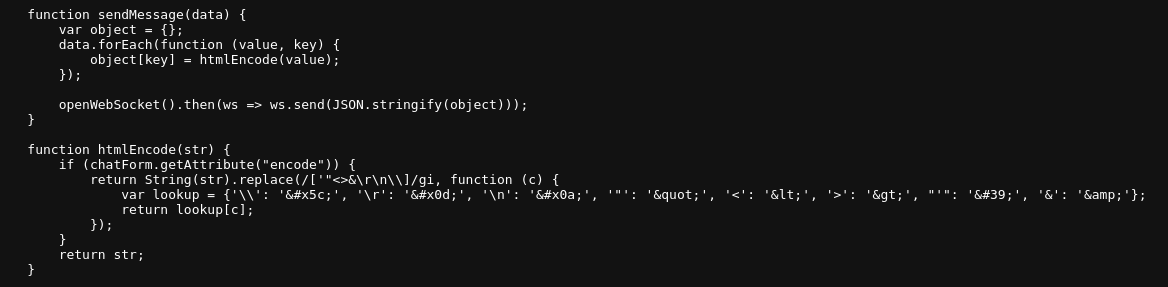 function sendMessage(data) {
    var object = {};
    data.forEach(function (value, key) {
        object[key] = htmlEncode(value);
    });

    openWebSocket().then(ws => ws.send(JSON.stringify(object)));
}

function htmlEncode(str) {
    if (chatForm.getAttribute("encode")) {
        return String(str).replace(/['"<>&\r\n\\]/gi, function (c) {
            var lookup = {'\\': '&#x5c;', '\r': '&#x0d;', '\n': '&#x0a;', '"': '&quot;', '<': '&lt;', '>': '&gt;', "'": '&#39;', '&': '&amp;'};
            return lookup[c];
        });
    }
    return str;
}